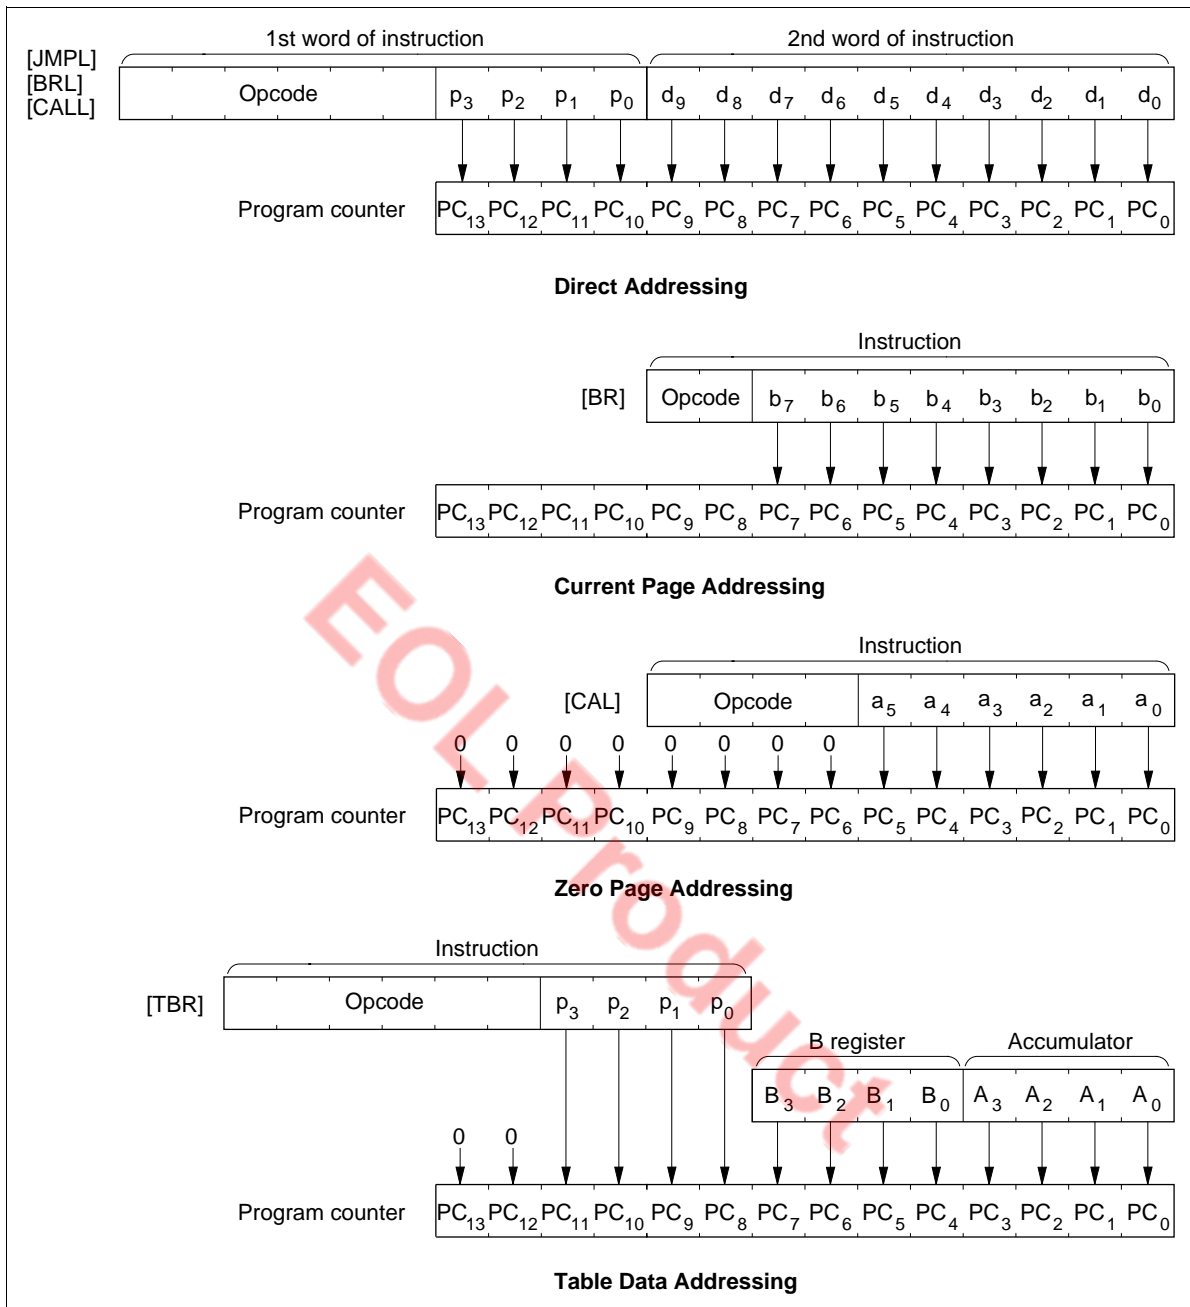 1st word of instruction 2nd word of instruction
[JMPL]
[BRL]
[CALL]
Opcode p3 p2 p1 p0 d9 d8 d7 d6 d5 d4 d3 d2 d1 d0
Program counter PC13 PC12 PC11 PC10 PC9 PC8 PC7 PC6 PC5 PC4 PC3 PC2 PC1 PC0
Direct Addressing
Instruction
[BR] Opcode b7 b6 b5 b4 b3 b2 b1 b0
Program counter PC13 PC12 PC11 PC10 PC9 PC8 PC7 PC6 PC5 PC4 PC3 PC2 PC1 PC0
Current Page Addressing
Instruction
[CAL] Opcode a5 a4 a3 a2 a1 a0
0 0 0 0 0 0 0 0
Program counter PC13 PC12 PC11 PC10 PC9 PC8 PC7 PC6 PC5 PC4 PC3 PC2 PC1 PC0
Zero Page Addressing
Instruction
[TBR] Opcode p3 p2 p1 p0
B register Accumulator
B3 B2 B1 B0 A3 A2 A1 A0
0 0
Program counter PC13 PC12 PC11 PC10 PC9 PC8 PC7 PC6 PC5 PC4 PC3 PC2 PC1 PC0
Table Data Addressing
EOL Product